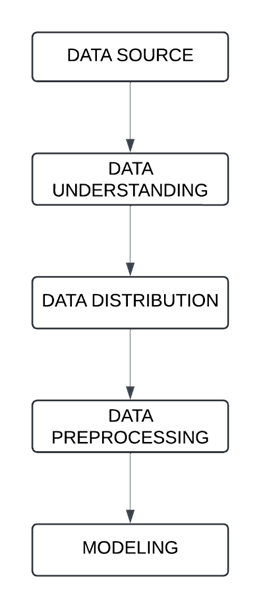 DATA SOURCE
DATA
UNDERSTANDING
DATA DISTRIBUTION
DATA
PREPROCESSING
MODELING